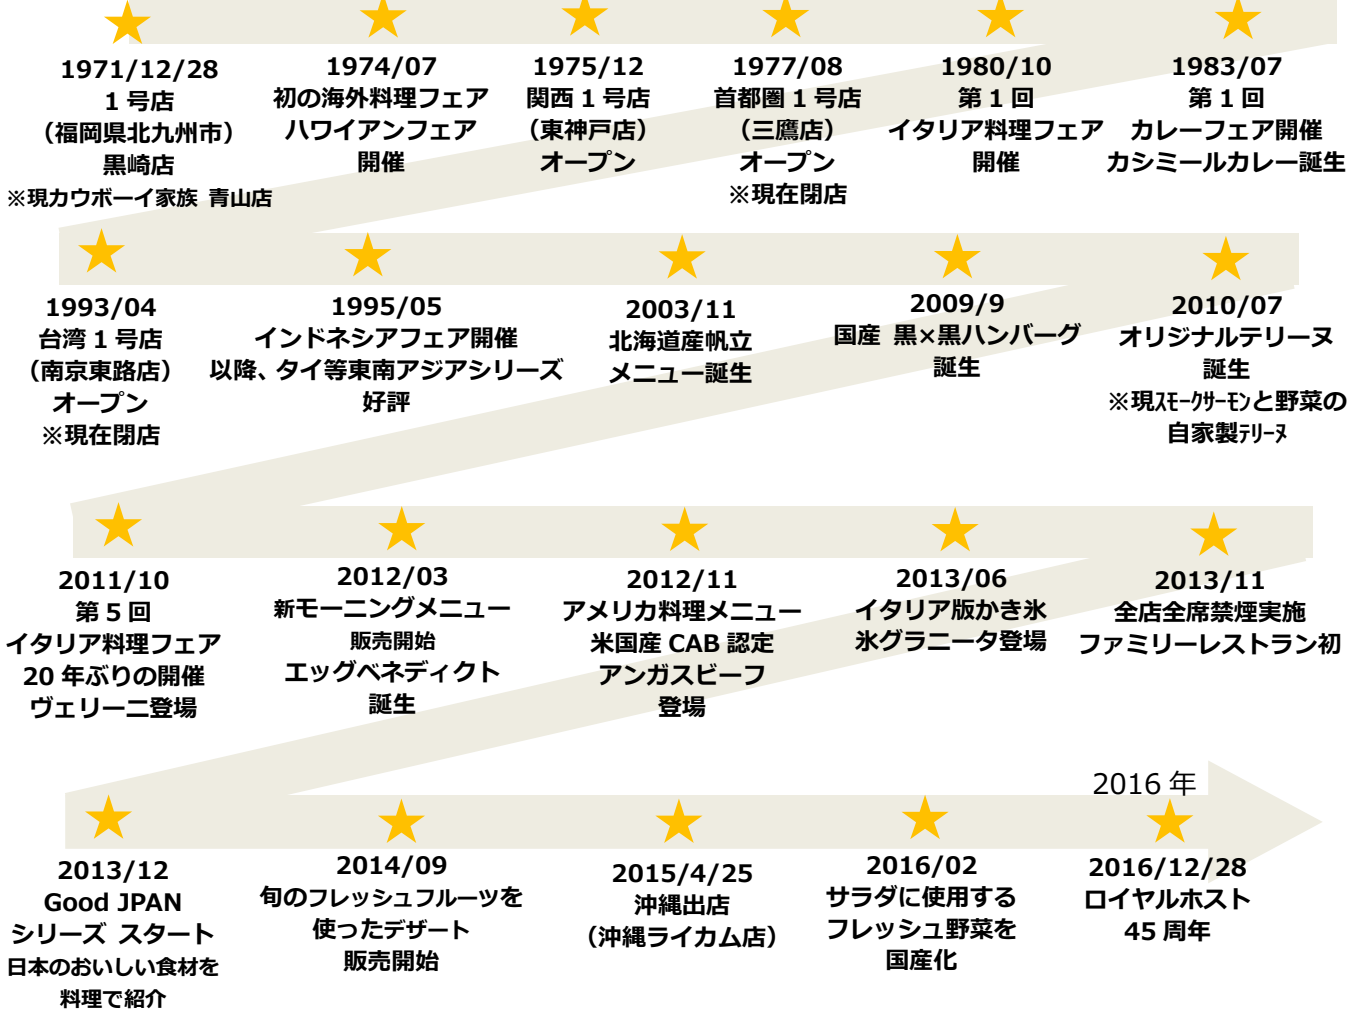 1971/12/28
1号店
（福岡県北九州市）
黒崎店
※現カウボーイ家族 青山店
1974/07
初の海外料理フェア
ハワイアンフェア
開催
1975/12
関西1号店
（東神戸店）
オープン
1977/08
首都圏1号店
（三鷹店）
オープン
※現在閉店
1980/10
第1回
イタリア料理フェア
開催
1983/07
第1回
カレーフェア開催
カシミールカレー誕生
1993/04
台湾1号店
（南京東路店）
オープン
※現在閉店
1995/05
インドネシアフェア開催
以降、タイ等東南アジアシリーズ
好評
2003/11
北海道産帆立
メニュー誕生
2009/9
国産 黒×黒ハンバーグ
誕生
2010/07
オリジナルテリーヌ
誕生
※現ｽﾓｰｸｻｰﾓﾝと野菜の
自家製ﾃﾘｰﾇ
2011/10
第5回
イタリア料理フェア
20年ぶりの開催
ヴェリーニ登場
2012/03
新モーニングメニュー
販売開始
エッグベネディクト
誕生
2012/11
アメリカ料理メニュー
米国産CAB認定
アンガスビーフ
登場
2013/06
イタリア版かき氷
氷グラニータ登場
2013/11
全店全席禁煙実施
ファミリーレストラン初
2013/12
Good JPAN
シリーズ スタート
日本のおいしい食材を
料理で紹介
2014/09
旬のフレッシュフルーツを
使ったデザート
販売開始
2015/4/25
沖縄出店
（沖縄ライカム店）
2016/02
サラダに使用する
フレッシュ野菜を
国産化
2016年
2016/12/28
ロイヤルホスト
45周年